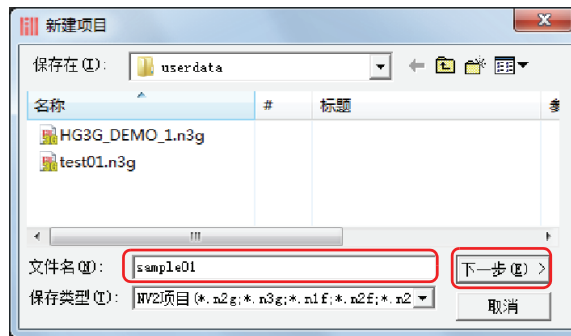 新建项目
保存在(I):
userdata
名称 # 标题
HG3G_DEMO_1.n3g
test01.n3g
文件名(N): sample01 下一步(E) >
保存类型(T): NV2项目(*.n2g;*.n3g;*.n1f;*.n2f;*.n2 取消